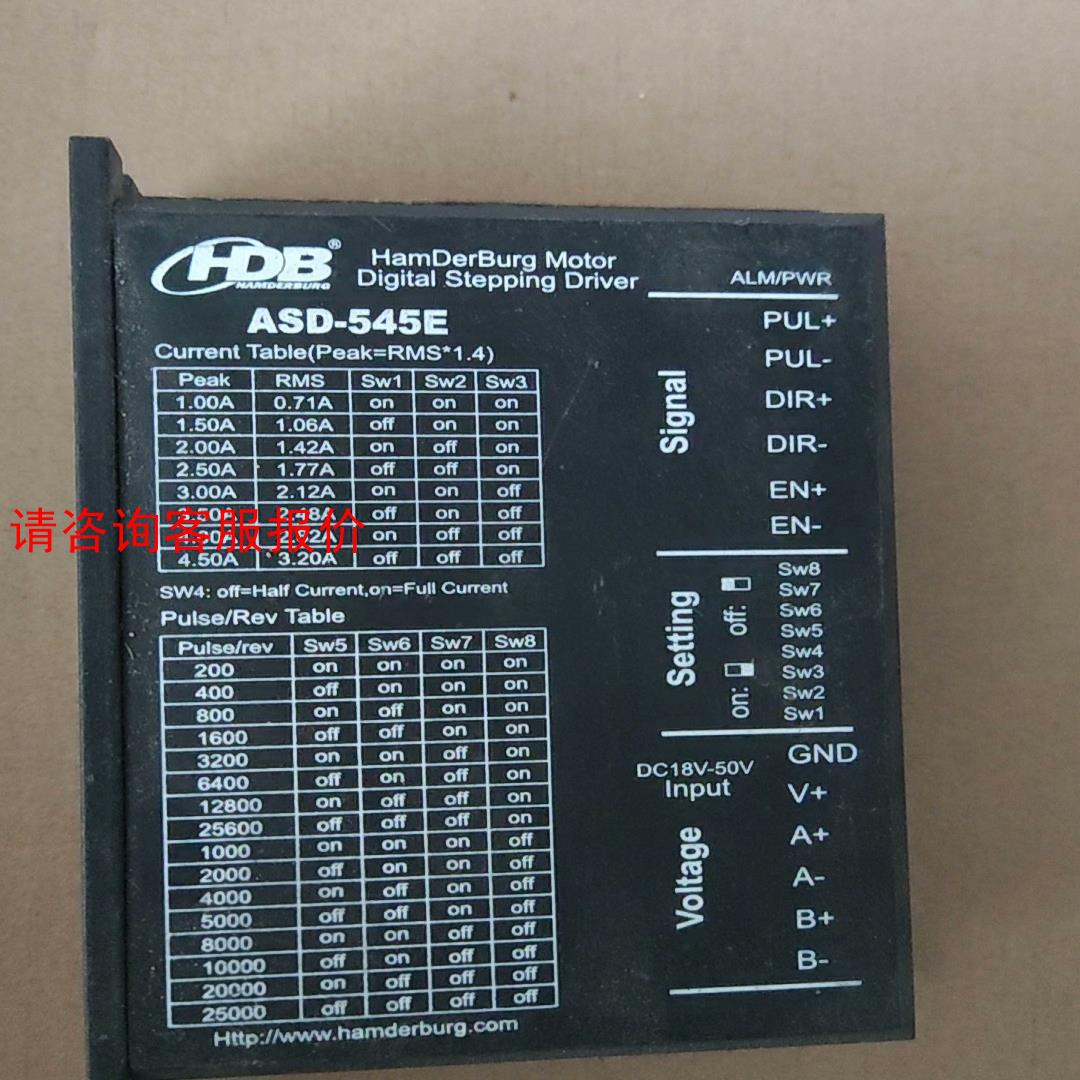 HDB®
HAMDERBURG
HamDerBurg Motor
Digital Stepping Driver
ASD-545E
Current Table(Peak=RMS*1.4)
Peak RMS Sw1 Sw2 Sw3
1.00A 0.71A on on on
1.50A 1.06A off on on
2.00A 1.42A on off on
2.50A 1.77A off off on
3.00A 2.12A on on off
off on off
on off off
4.50A 3.20A off off off
请咨询客服报价
SW4: off=Half Current,on=Full Current
Pulse/Rev Table
Pulse/rev Sw5 Sw6 Sw7 Sw8
200 on on on on
400 off on on on
800 on off on on
1600 off off on on
3200 on on off on
6400 off on off on
12800 on off off on
25600 off off off on
1000 on on on off
2000 off on on off
4000 on off on off
5000 off off on off
8000 on on off off
10000 off on off off
20000 on off off off
25000 off off off off
Http://www.hamderburg.com
ALM/PWR
Signal
PUL+
PUL-
DIR+
DIR-
EN+
EN-
Setting
on:
off:
Sw8
Sw7
Sw6
Sw5
Sw4
Sw3
Sw2
Sw1
DC18V-50V
Input
Voltage
GND
V+
A+
A-
B+
B-